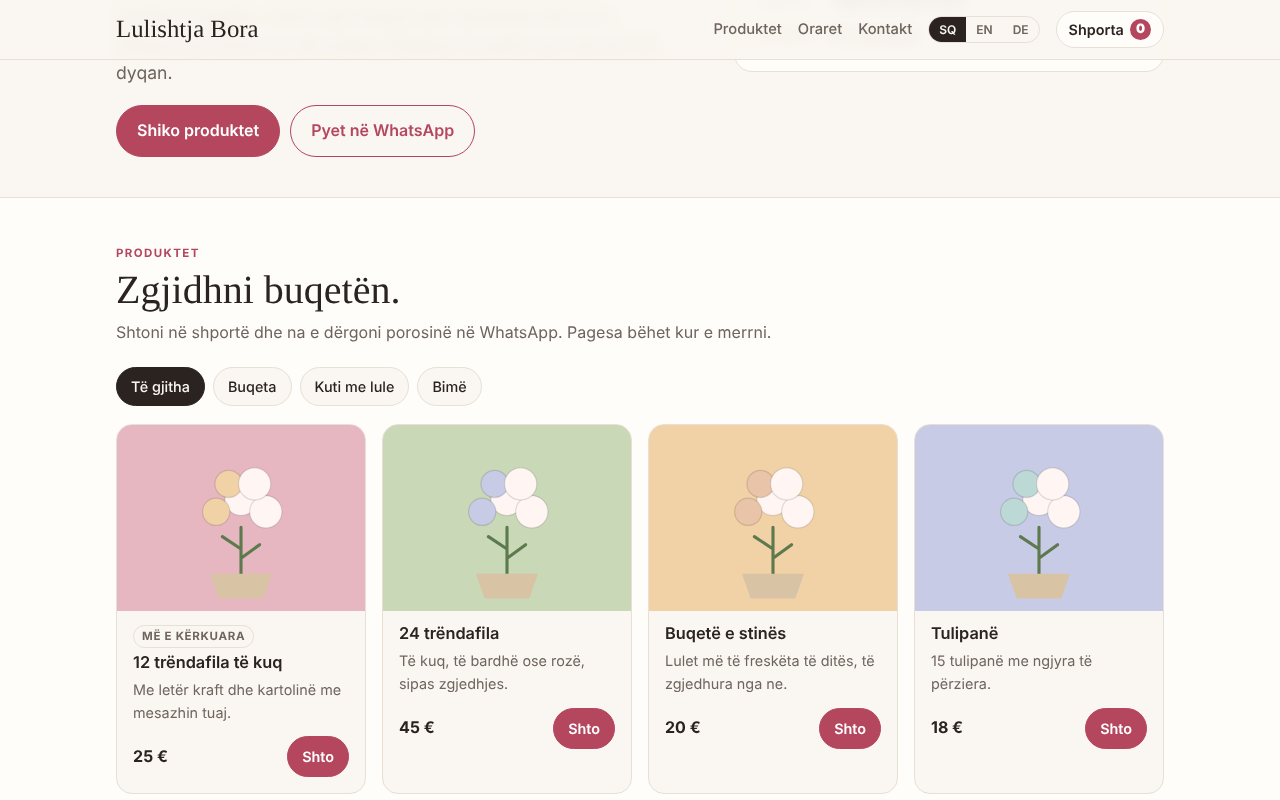 Lulishtja Bora
Produktet Oraret Kontakt SQ EN DE Shporta 0
dyqan.
Shiko produktet Pyet në WhatsApp
PRODUKTET
Zgjidhni buqetën.
Shtoni në shportë dhe na e dërgoni porosinë në WhatsApp. Pagesa bëhet kur e merrni.
Të gjitha Buqeta Kuti me lule Bimë
MË E KËRKUARA
12 trëndafila të kuq
Me letër kraft dhe kartolinë me
mesazhin tuaj.
25 € Shto
24 trëndafila
Të kuq, të bardhë ose rozë,
sipas zgjedhjes.
45 € Shto
Buqetë e stinës
Lulet më të freskëta të ditës, të
zgjedhura nga ne.
20 € Shto
Tulipanë
15 tulipanë me ngjyra të
përziera.
18 € Shto